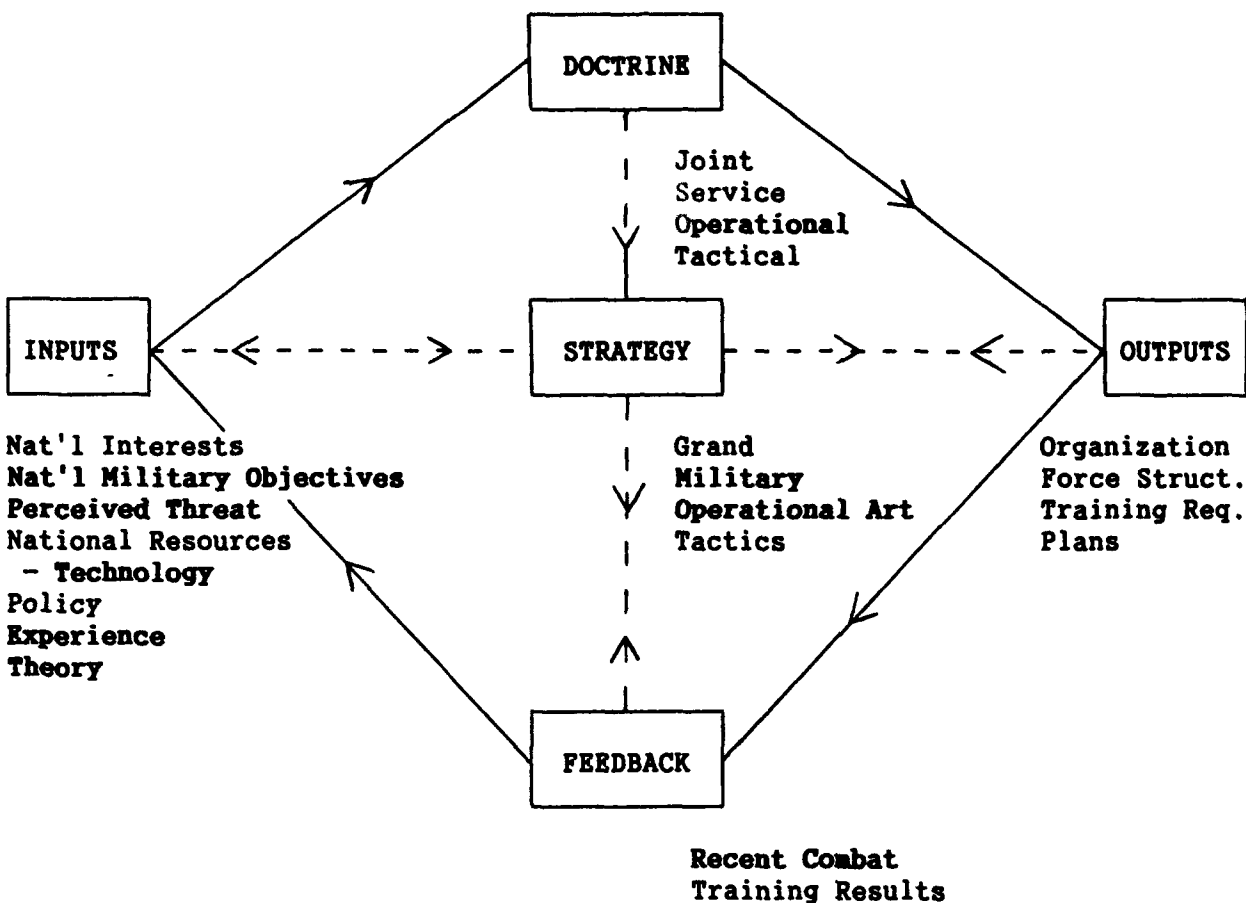 DOCTRINE
Joint
Service
Operational
Tactical
INPUTS
STRATEGY
OUTPUTS
Nat'l Interests
Nat'l Military Objectives
Perceived Threat
National Resources
- Technology
Policy
Experience
Theory
Grand
Military
Operational Art
Tactics
Organization
Force Struct.
Training Req.
Plans
FEEDBACK
Recent Combat
Training Results